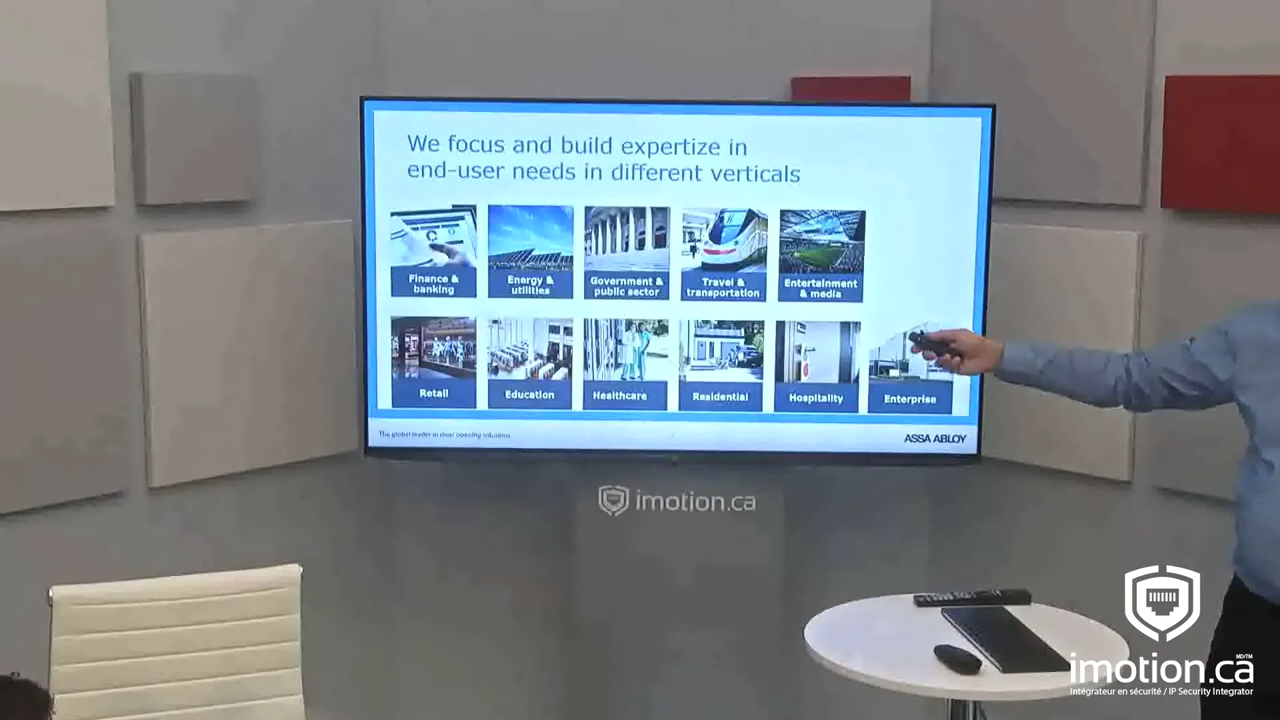 We focus and build expertize in
end-user needs in different verticals
Finance &
banking
Energy &
utilities
Government &
public sector
Travel &
transportation
Entertainment
& media
Retail
Education
Healthcare
Residential
Hospitality
Enterprise
The global leader in door opening solutions
ASSA ABLOY
imotion.ca
imotion.ca MD/TM
Intégrateur en sécurité / IP Security Integrator